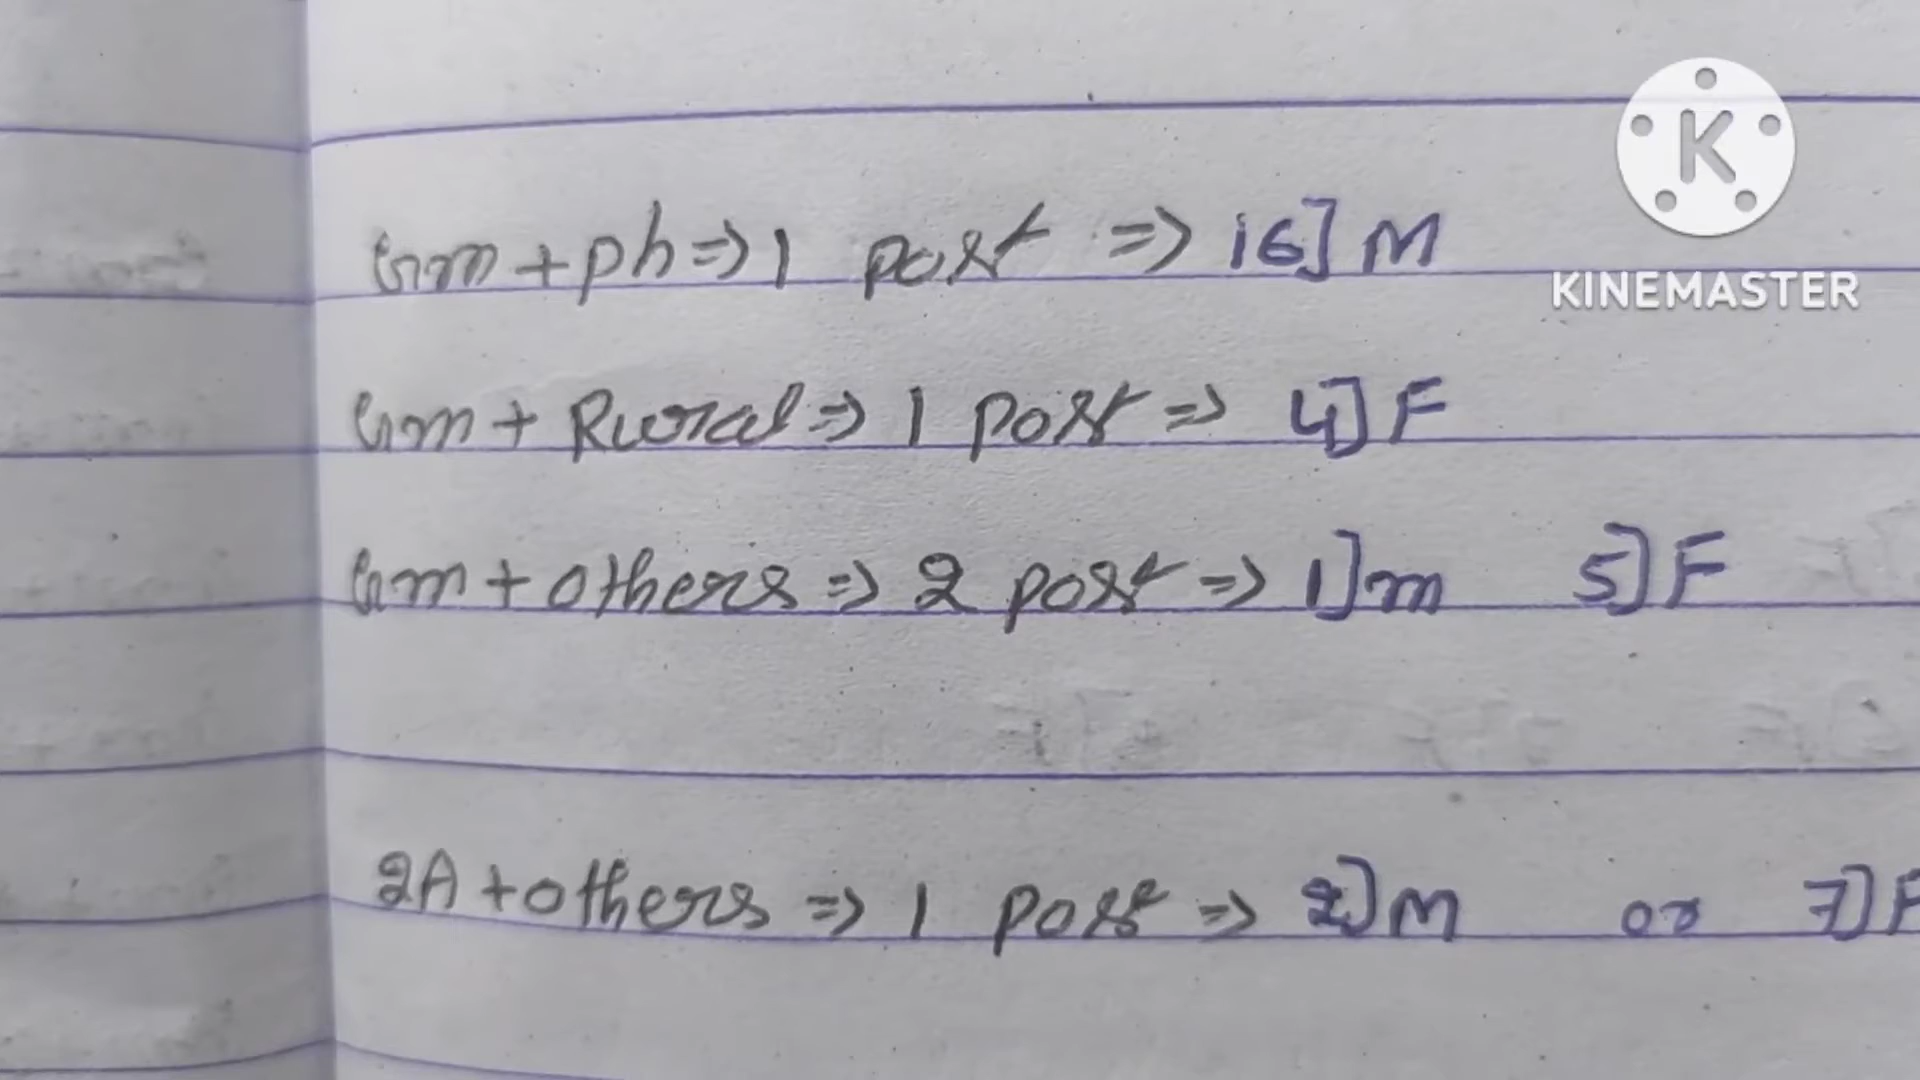 Gm + ph => 1 post => 16] M
KINEMASTER
Gm + Rural => 1 post => 4] F
Gm + others => 2 post => 1] m 5] F
2A + others => 1 post => 2] M or 7] F